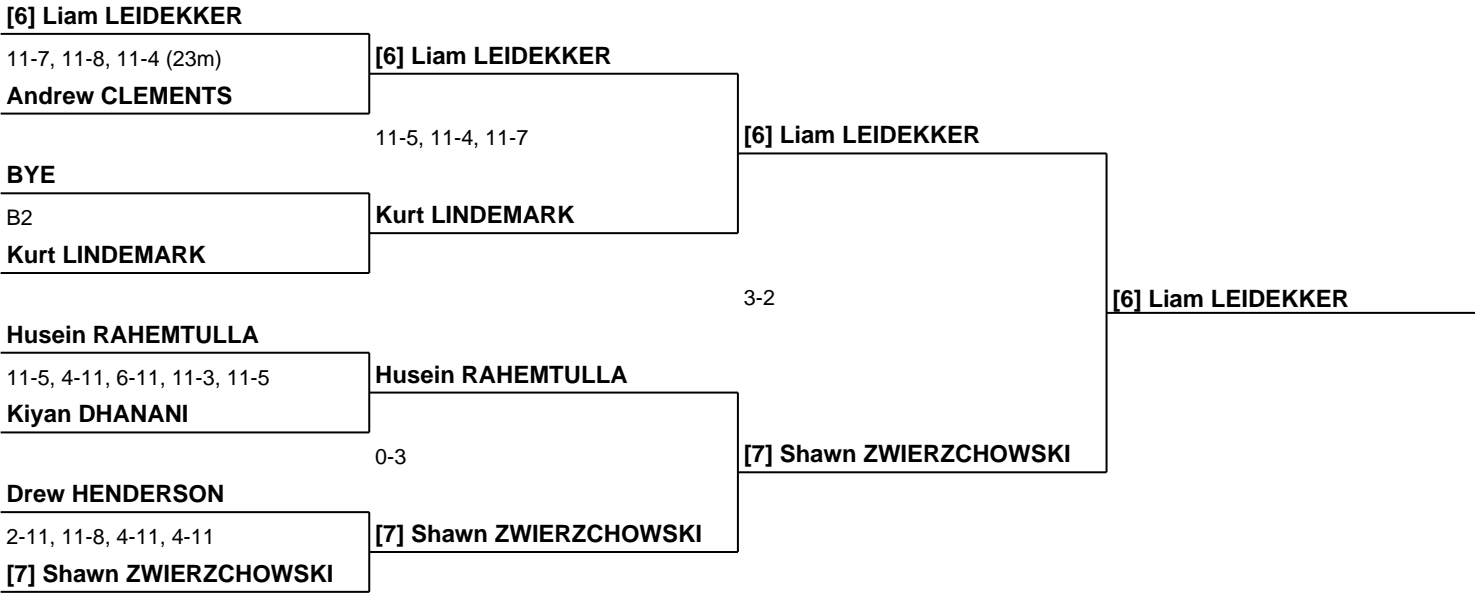 [6] Liam LEIDEKKER
11-7, 11-8, 11-4 (23m)
[6] Liam LEIDEKKER
Andrew CLEMENTS
11-5, 11-4, 11-7
[6] Liam LEIDEKKER
BYE
B2
Kurt LINDEMARK
Kurt LINDEMARK
3-2
[6] Liam LEIDEKKER
Husein RAHEMTULLA
11-5, 4-11, 6-11, 11-3, 11-5
Husein RAHEMTULLA
Kiyan DHANANI
0-3
[7] Shawn ZWIERZCHOWSKI
Drew HENDERSON
2-11, 11-8, 4-11, 4-11
[7] Shawn ZWIERZCHOWSKI
[7] Shawn ZWIERZCHOWSKI